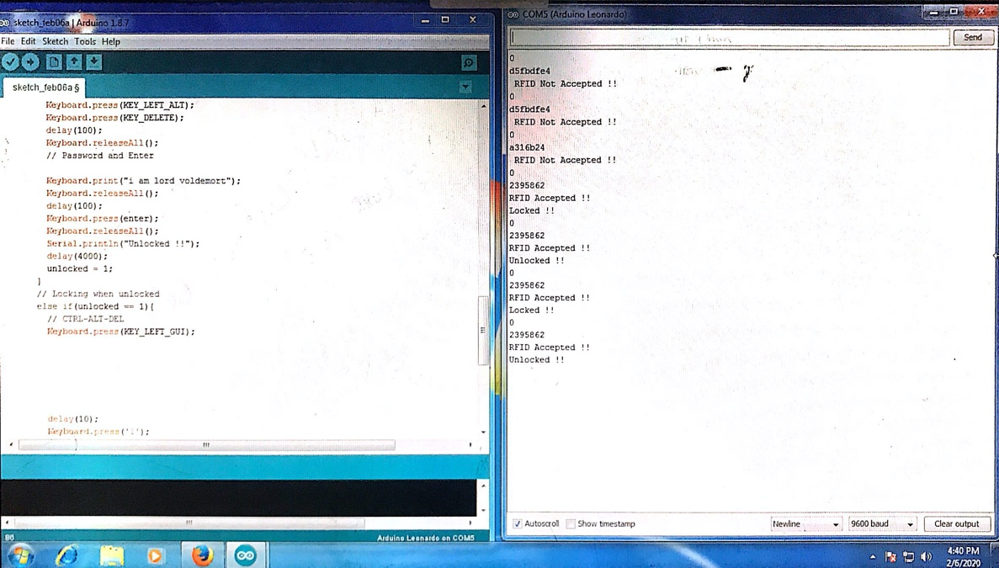 sketch_feb06a | Arduino 1.8.7
File Edit Sketch Tools Help
sketch_feb06a §
Keyboard.press(KEY_LEFT_ALT);
Keyboard.press(KEY_DELETE);
delay(100);
Keyboard.releaseAll();
// Password and Enter
Keyboard.print("i am lord voldemort");
Keyboard.releaseAll();
delay(100);
Keyboard.press(enter);
Keyboard.releaseAll();
Serial.println("Unlocked !!");
delay(4000);
unlocked = 1;
}
// Locking when unlocked
else if(unlocked == 1){
// CTRL-ALT-DEL
Keyboard.press(KEY_LEFT_GUI);
delay(10);
Keyboard.press('l');
86
Arduino Leonardo on COM5
COM5 (Arduino Leonardo)
Send
0
d5fbdfe4
RFID Not Accepted !!
0
d5fbdfe4
RFID Not Accepted !!
0
a316b24
RFID Not Accepted !!
0
2395862
RFID Accepted !!
Locked !!
0
2395862
RFID Accepted !!
Unlocked !!
0
2395862
RFID Accepted !!
Locked !!
0
2395862
RFID Accepted !!
Unlocked !!
Autoscroll Show timestamp Newline 9600 baud Clear output
4:40 PM
2/6/2020